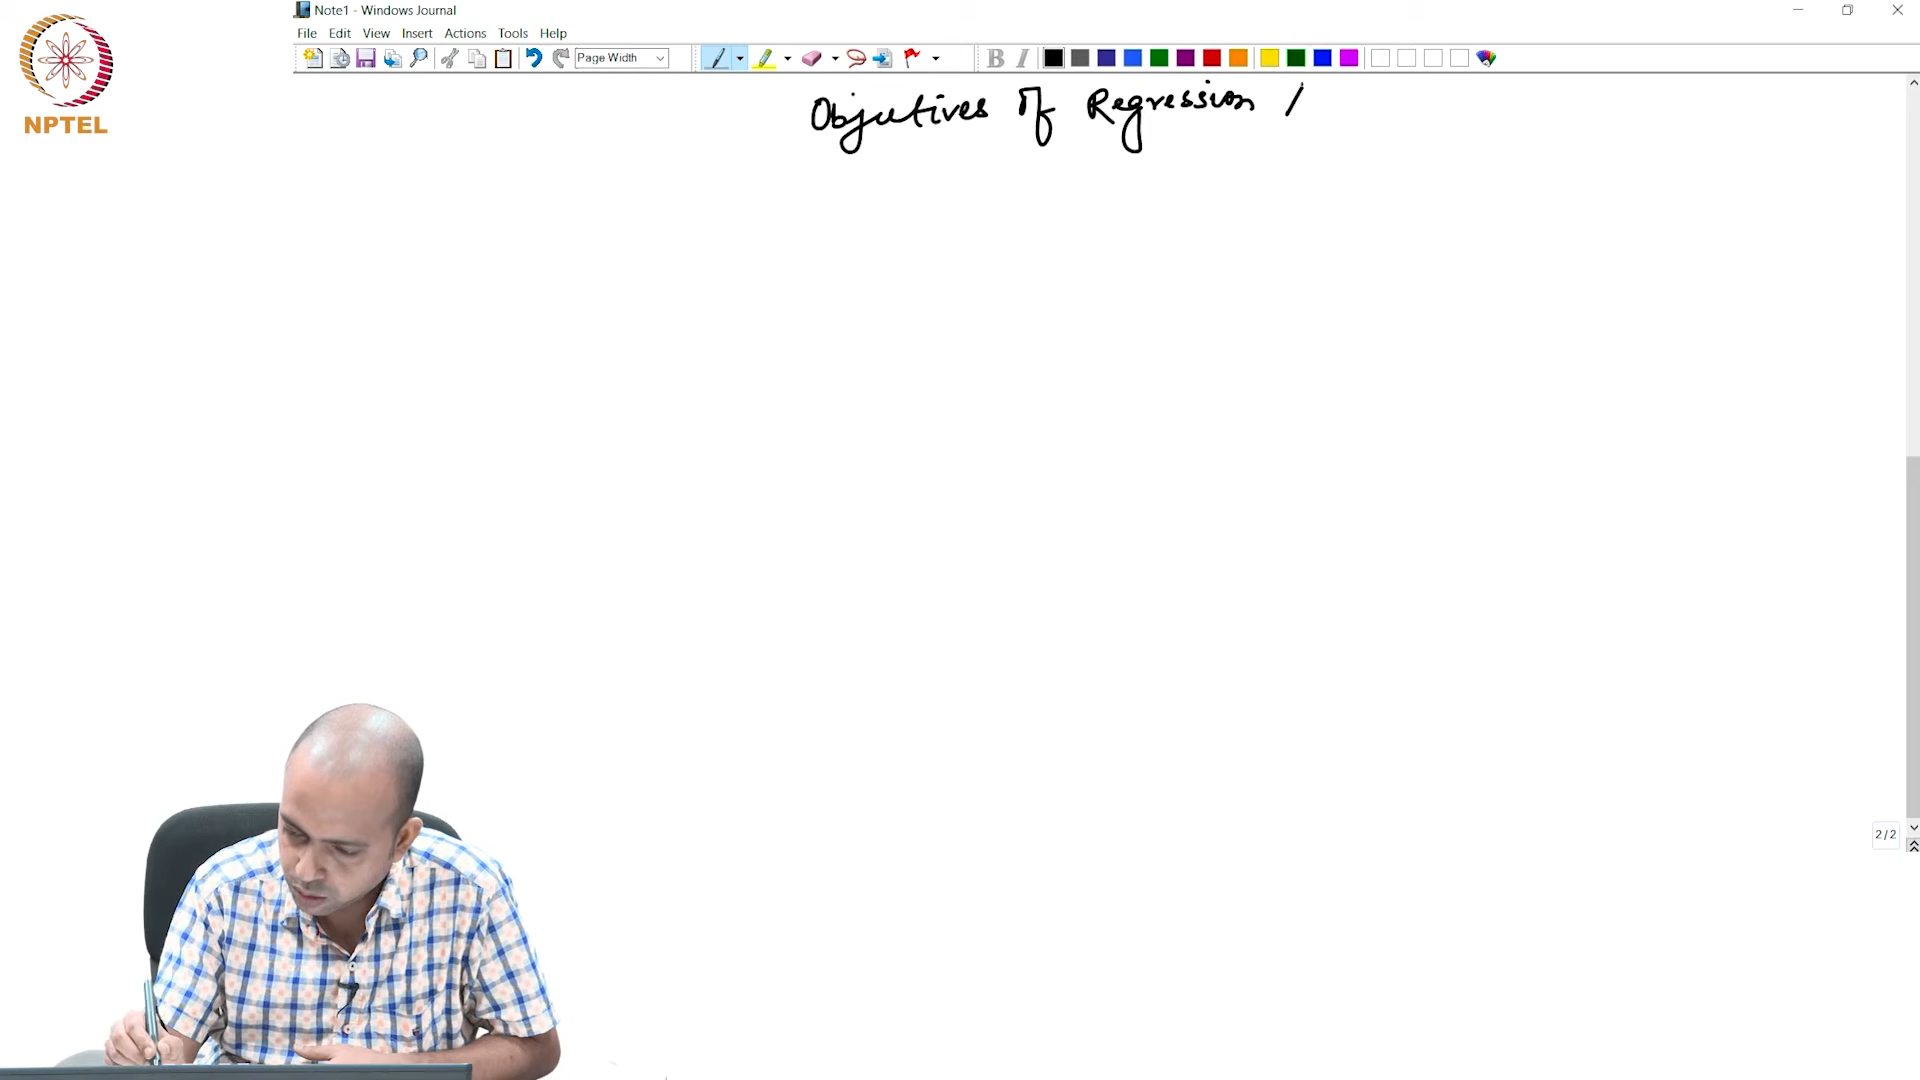 Note1 - Windows Journal
File Edit View Insert Actions Tools Help
Page Width
B I
NPTEL
Objectives Of Regression /
2/2